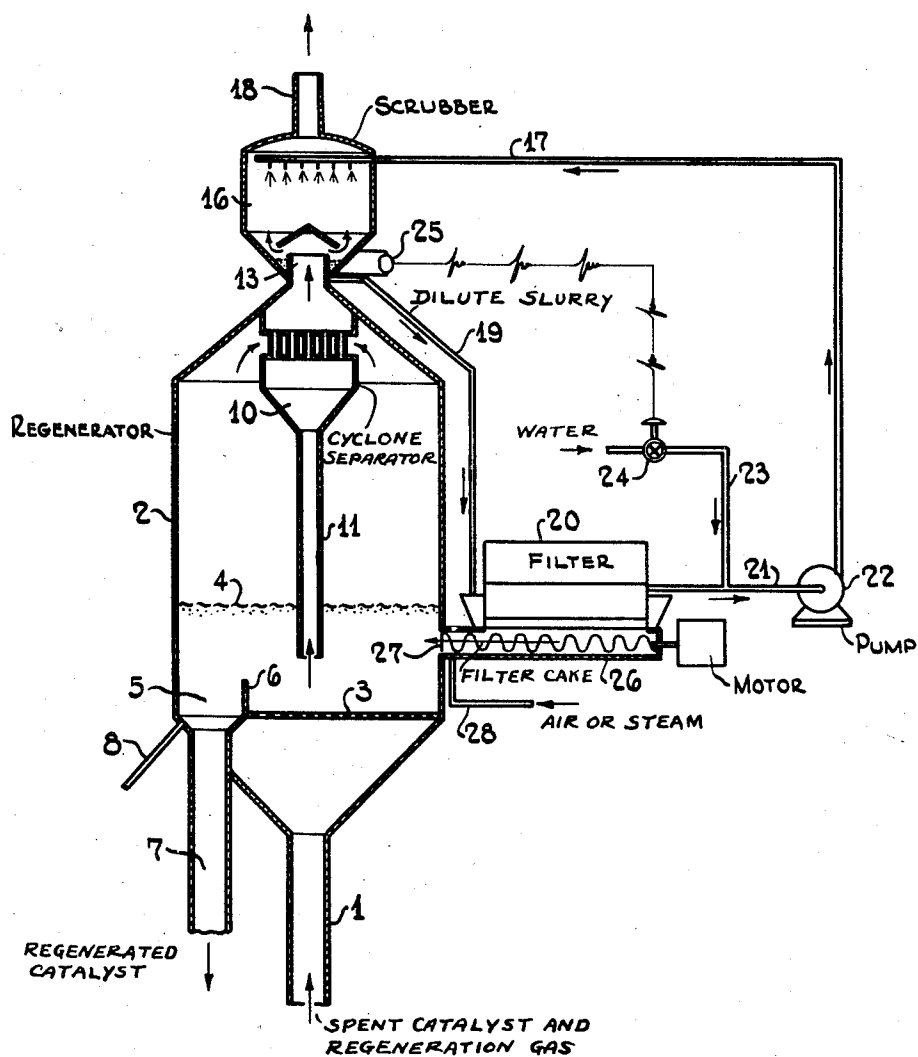 18
SCRUBBER
17
16
25
13
DILUTE SLURRY
19
10
REGENERATOR
CYCLONE
SEPARATOR
WATER
24
23
2
11
20
FILTER
4
21
22
PUMP
27
6
5
3
FILTER CAKE
26
MOTOR
8
28
AIR OR STEAM
7
1
REGENERATED
CATALYST
SPENT CATALYST AND
REGENERATION GAS